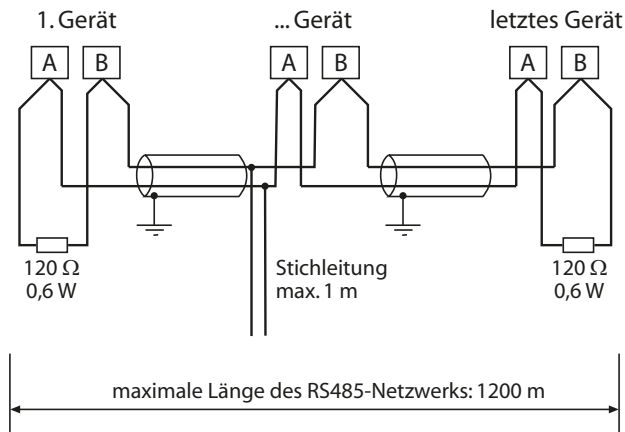 1. Gerät
... Gerät
letztes Gerät
A B
A B
A B
120 Ω
0,6 W
Stichleitung
max. 1 m
120 Ω
0,6 W
maximale Länge des RS485-Netzwerks: 1200 m